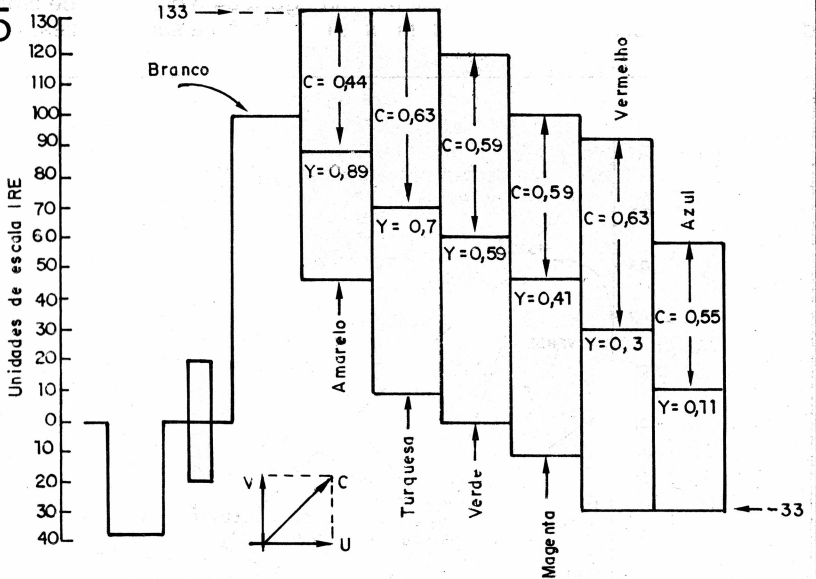 5
133
Branco
Unidades de escala IRE
130
120
110
100
90
80
70
60
50
40
30
20
10
0
10
20
30
40
C= 0,44
Y= 0,89
Amarelo
C=0,63
Y= 0,7
Turquesa
C=0,59
Y=0,59
Verde
C=0,59
Y=0,41
Magenta
Vermelho
C=0,63
Y=0,3
Azul
C= 0,55
Y=0,11
-33
V
C
U